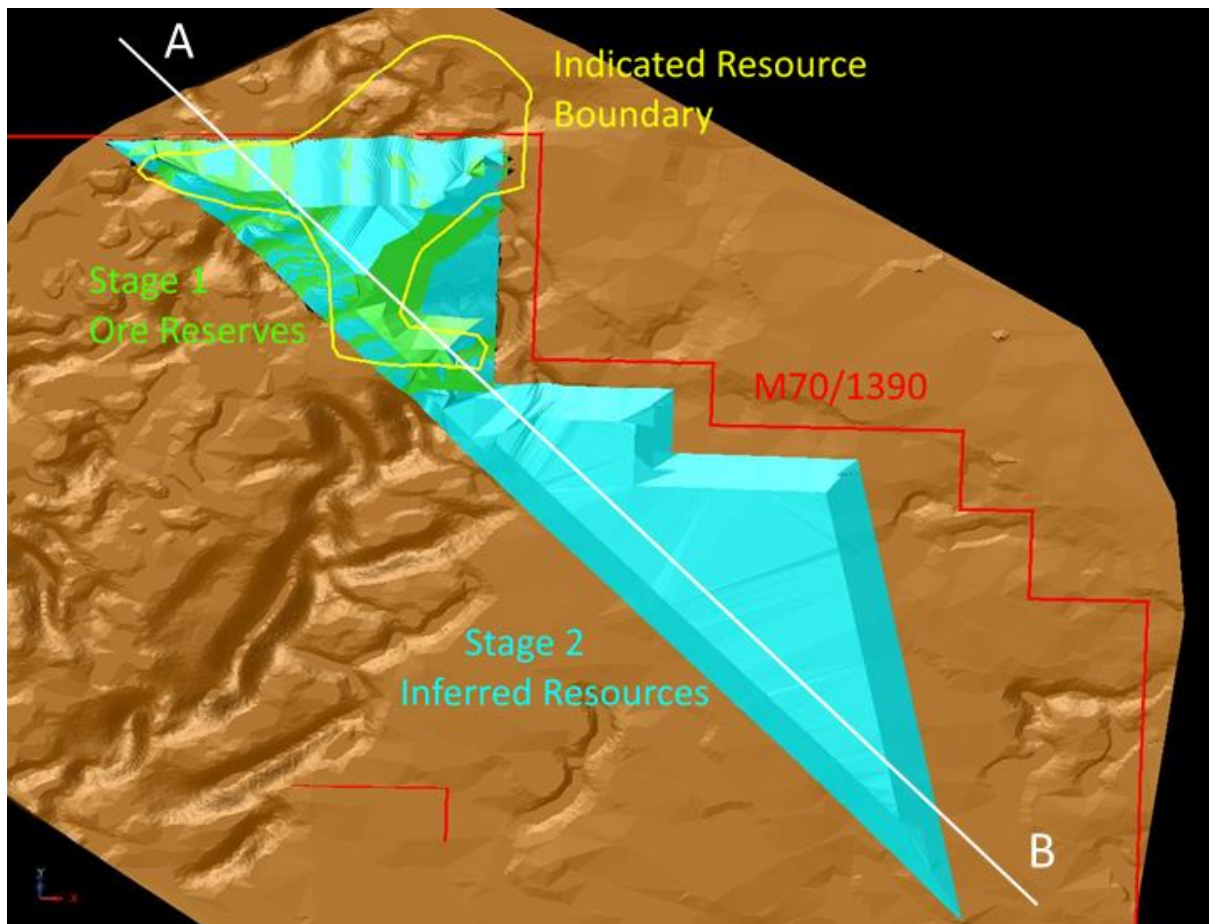 A
Indicated Resource
Boundary
Stage 1
Ore Reserves
M70/1390
Stage 2
Inferred Resources
B